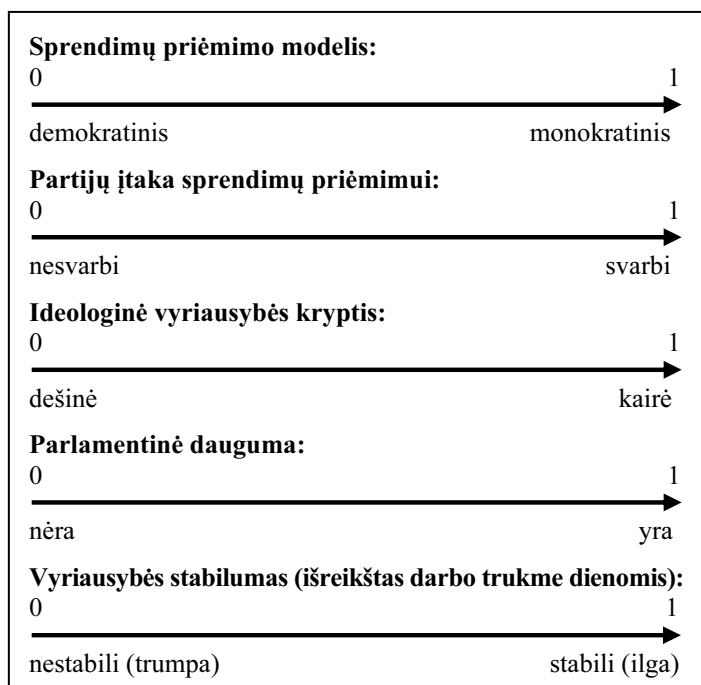 Sprendimų priėmimo modelis:
0 1
demokratinis monokratinis
Partijų įtaka sprendimų priėmimui:
0 1
nesvarbi svarbi
Ideologinė vyriausybės kryptis:
0 1
dešinė kairė
Parlamentinė dauguma:
0 1
nėra yra
Vyriausybės stabilumas (išreikštas darbo trukme dienomis):
0 1
nestabili (trumpa) stabili (ilga)